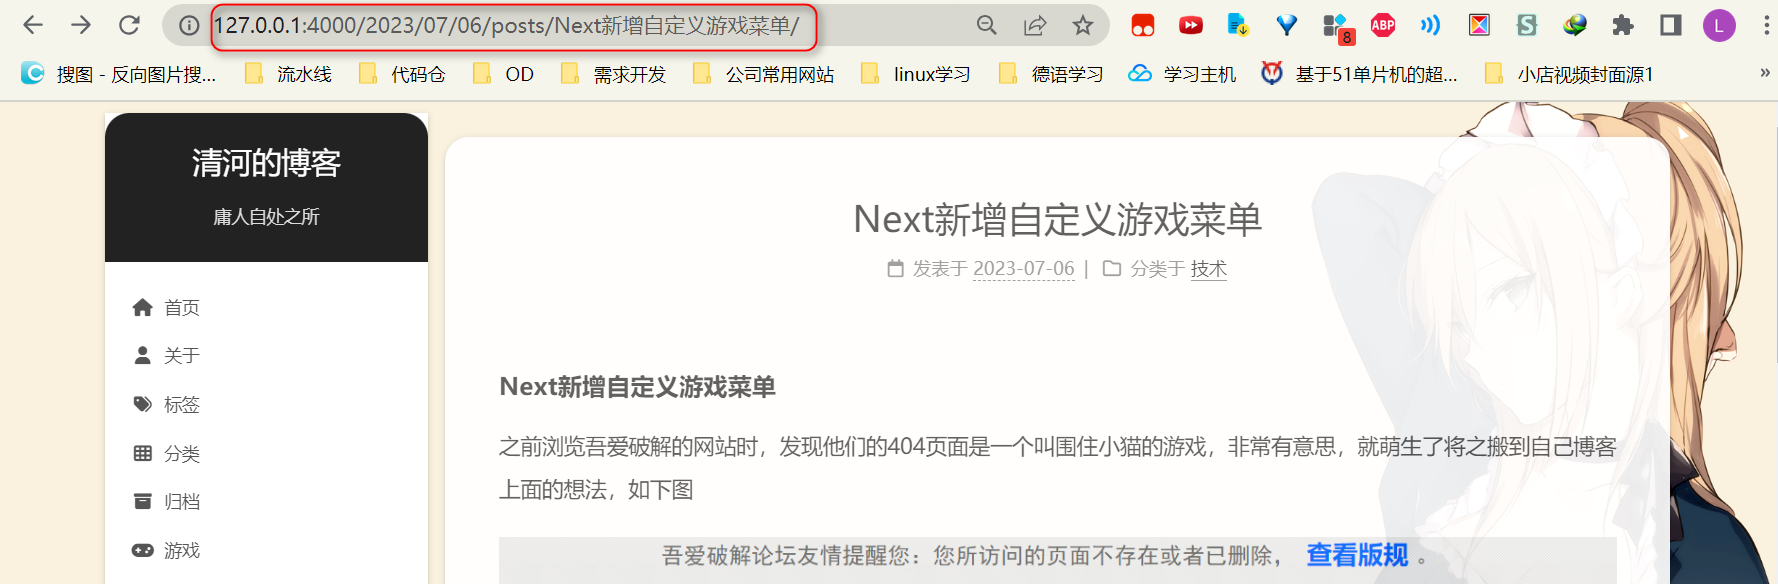 127.0.0.1:4000/2023/07/06/posts/Next新增自定义游戏菜单/
8
ABP
L
搜图 - 反向图片搜...
流水线
代码仓
OD
需求开发
公司常用网站
linux学习
德语学习
学习主机
基于51单片机的超...
小店视频封面源1
»
清河的博客
庸人自处之所
首页
关于
标签
分类
归档
游戏
Next新增自定义游戏菜单
发表于 2023-07-06 | 分类于 技术
Next新增自定义游戏菜单
之前浏览吾爱破解的网站时，发现他们的404页面是一个叫围住小猫的游戏，非常有意思，就萌生了将之搬到自己博客
上面的想法，如下图
吾爱破解论坛友情提醒您：您所访问的页面不存在或者已删除， 查看版规 。